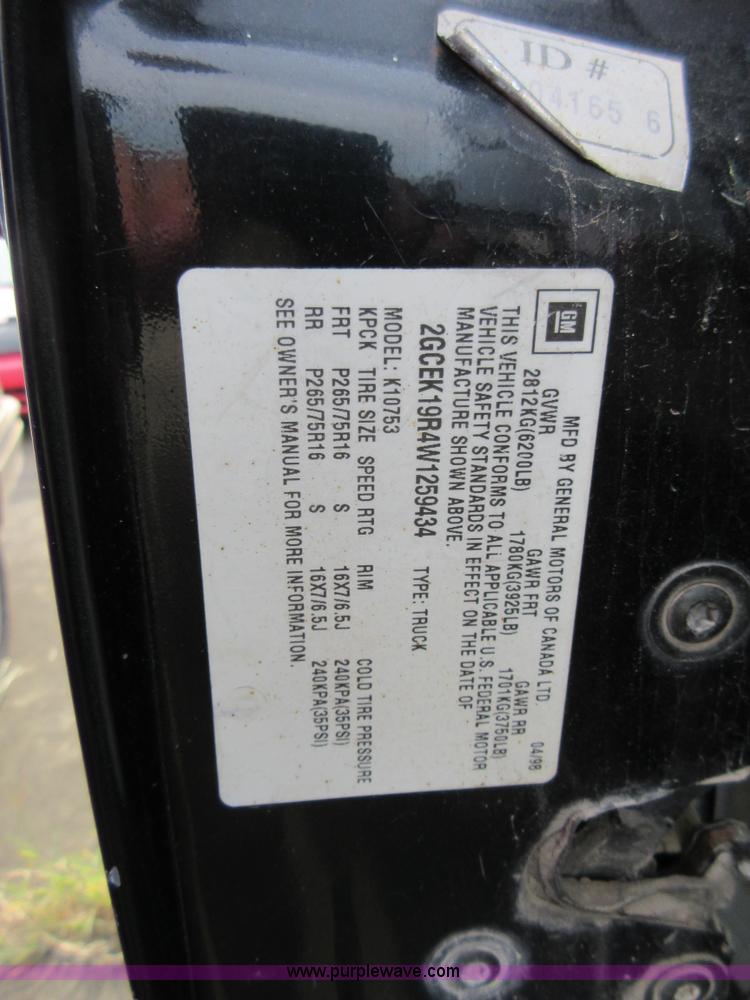 ID #
04165 6
GM
MFD BY GENERAL MOTORS OF CANADA LTD.
04/98
GVWR GAWR FRT GAWR RR
2812KG(6200LB) 1780KG(3925LB) 1701KG(3750LB)
THIS VEHICLE CONFORMS TO ALL APPLICABLE U.S. FEDERAL MOTOR
VEHICLE SAFETY STANDARDS IN EFFECT ON THE DATE OF
MANUFACTURE SHOWN ABOVE.
2GCEK19R4W1259434 TYPE: TRUCK
MODEL: K10753
KPCK TIRE SIZE SPEED RTG RIM COLD TIRE PRESSURE
FRT P265/75R16 S 16X7/6.5J 240KPA(35PSI)
RR P265/75R16 S 16X7/6.5J 240KPA(35PSI)
SEE OWNER'S MANUAL FOR MORE INFORMATION.
www.purplewave.com